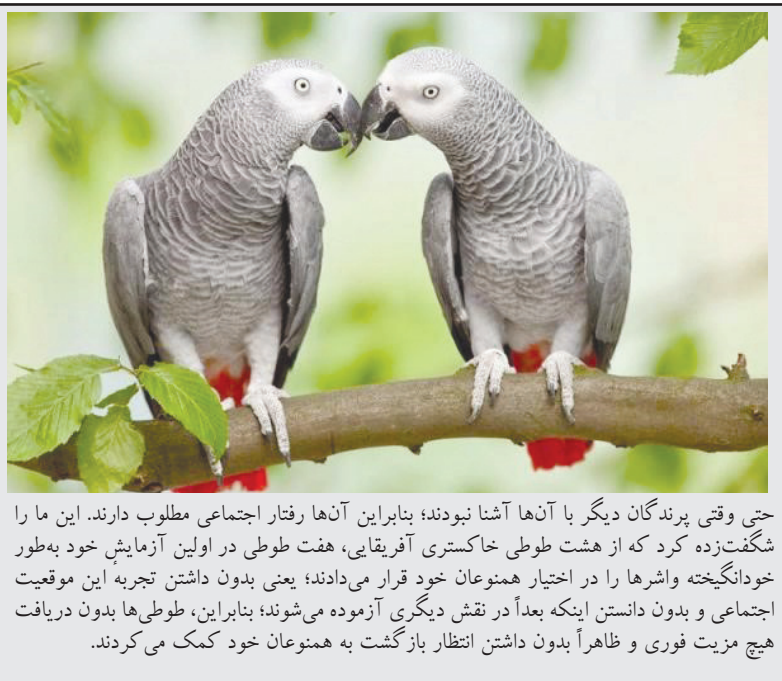 حتی وقتی پرندگان دیگر با آن‌ها آشنا نبودند؛ بنابراین آن‌ها رفتار اجتماعی مطلوب دارند. این ما را
شگفت‌زده کرد که از هشت طوطی خاکستری آفریقایی، هفت طوطی در اولین آزمایش خود به‌طور
خودانگیخته واشرها را در اختیار همنوعان خود قرار می‌دادند؛ یعنی بدون داشتن تجربهٔ این موقعیت
اجتماعی و بدون دانستن اینکه بعداً در نقش دیگری آزموده می‌شوند؛ بنابراین، طوطی‌ها بدون دریافت
هیچ مزیت فوری و ظاهراً بدون داشتن انتظار بازگشت به همنوعان خود کمک می‌کردند.